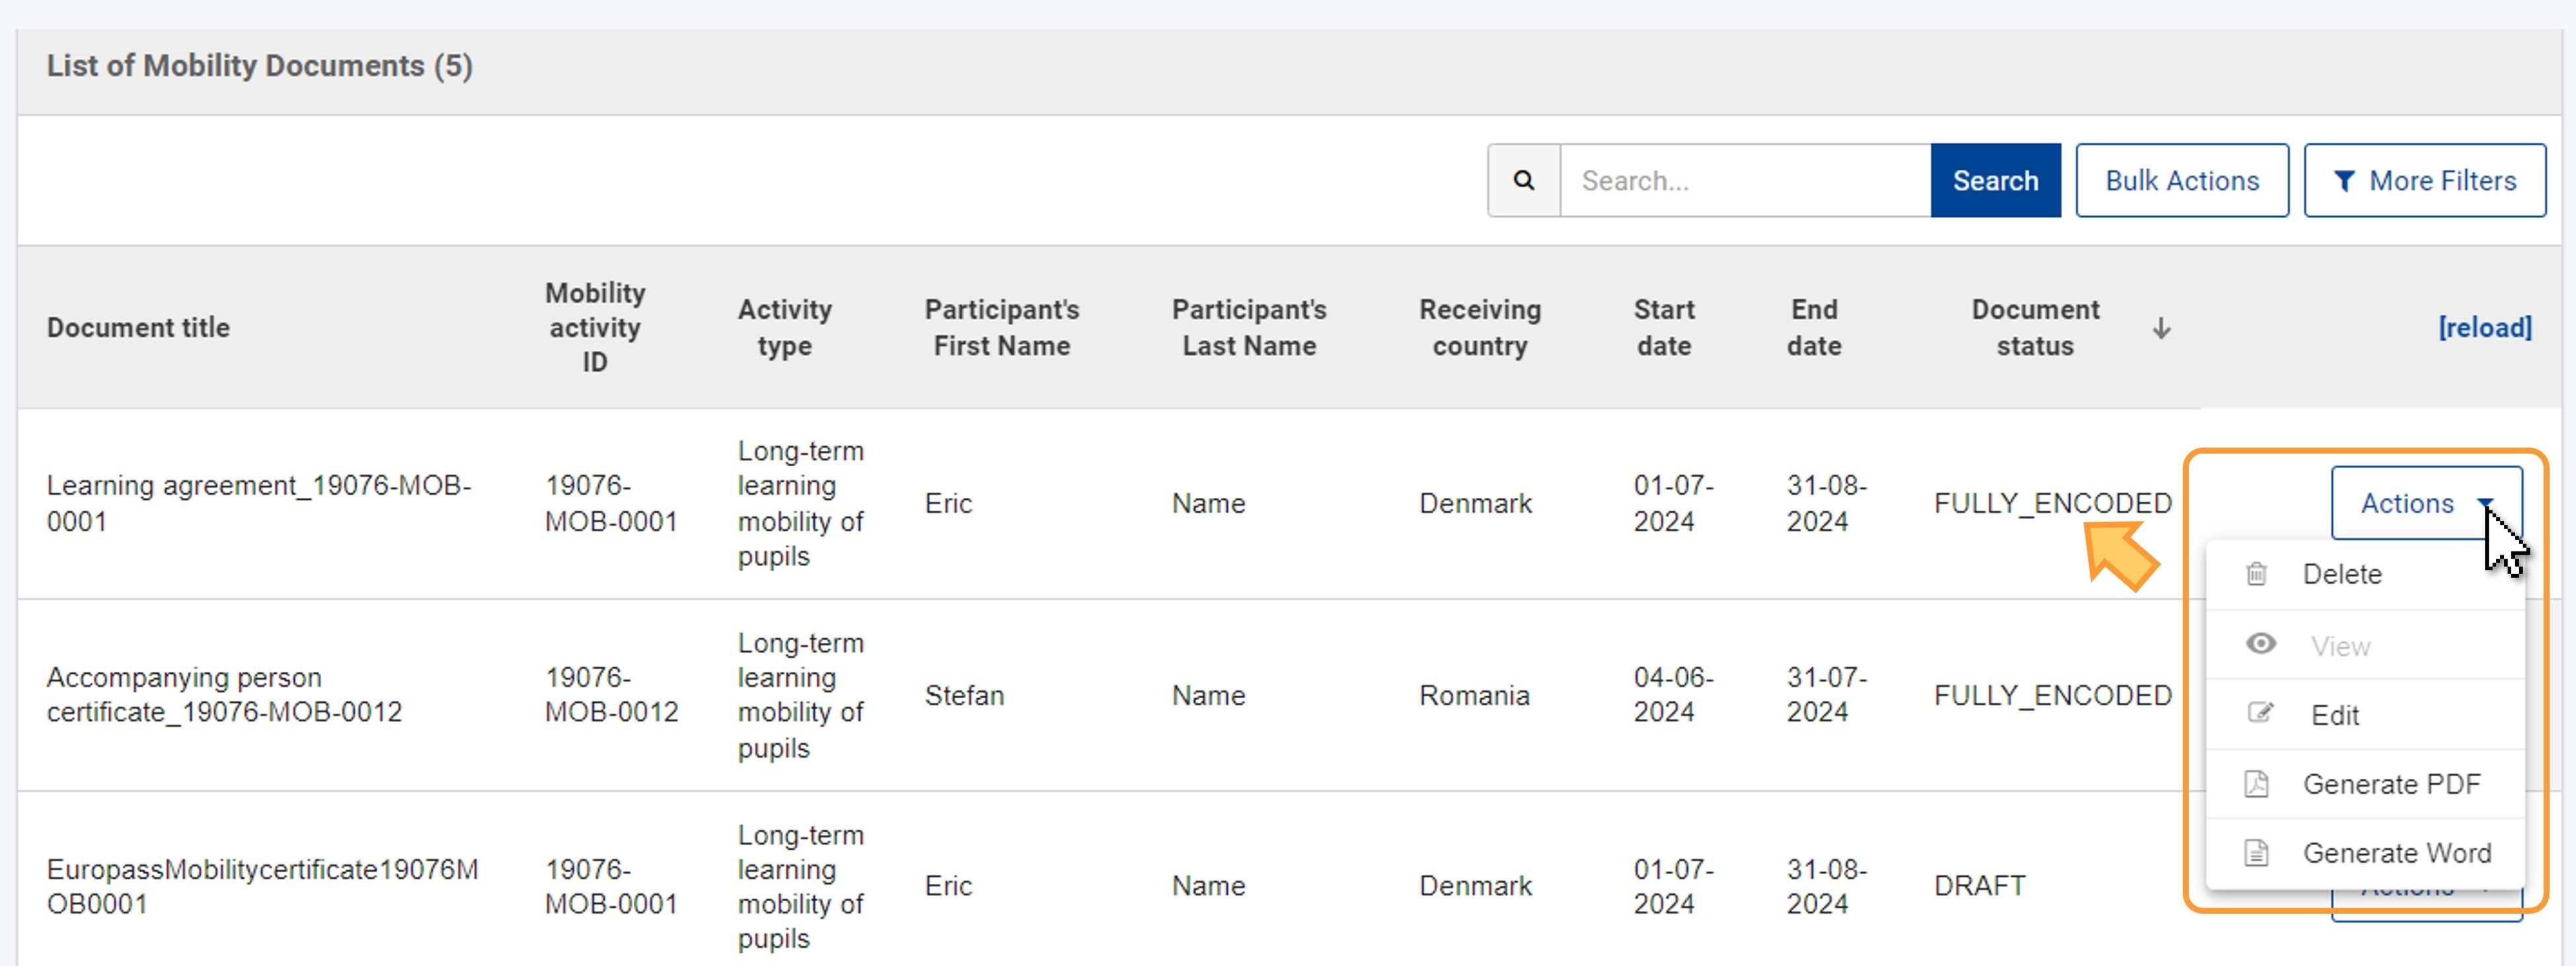 List of Mobility Documents (5)
Search...
Search
Bulk Actions
More Filters
Document title
Mobility
activity
ID
Activity
type
Participant's
First Name
Participant's
Last Name
Receiving
country
Start
date
End
date
Document
status
[reload]
Learning agreement_19076-MOB-
0001
19076-
MOB-0001
Long-term
learning
mobility of
pupils
Eric
Name
Denmark
01-07-
2024
31-08-
2024
FULLY_ENCODED
Actions
Delete
View
Edit
Generate PDF
Generate Word
Accompanying person
certificate_19076-MOB-0012
19076-
MOB-0012
Long-term
learning
mobility of
pupils
Stefan
Name
Romania
04-06-
2024
31-07-
2024
FULLY_ENCODED
EuropassMobilitycertificate19076M
OB0001
19076-
MOB-0001
Long-term
learning
mobility of
pupils
Eric
Name
Denmark
01-07-
2024
31-08-
2024
DRAFT
Actions